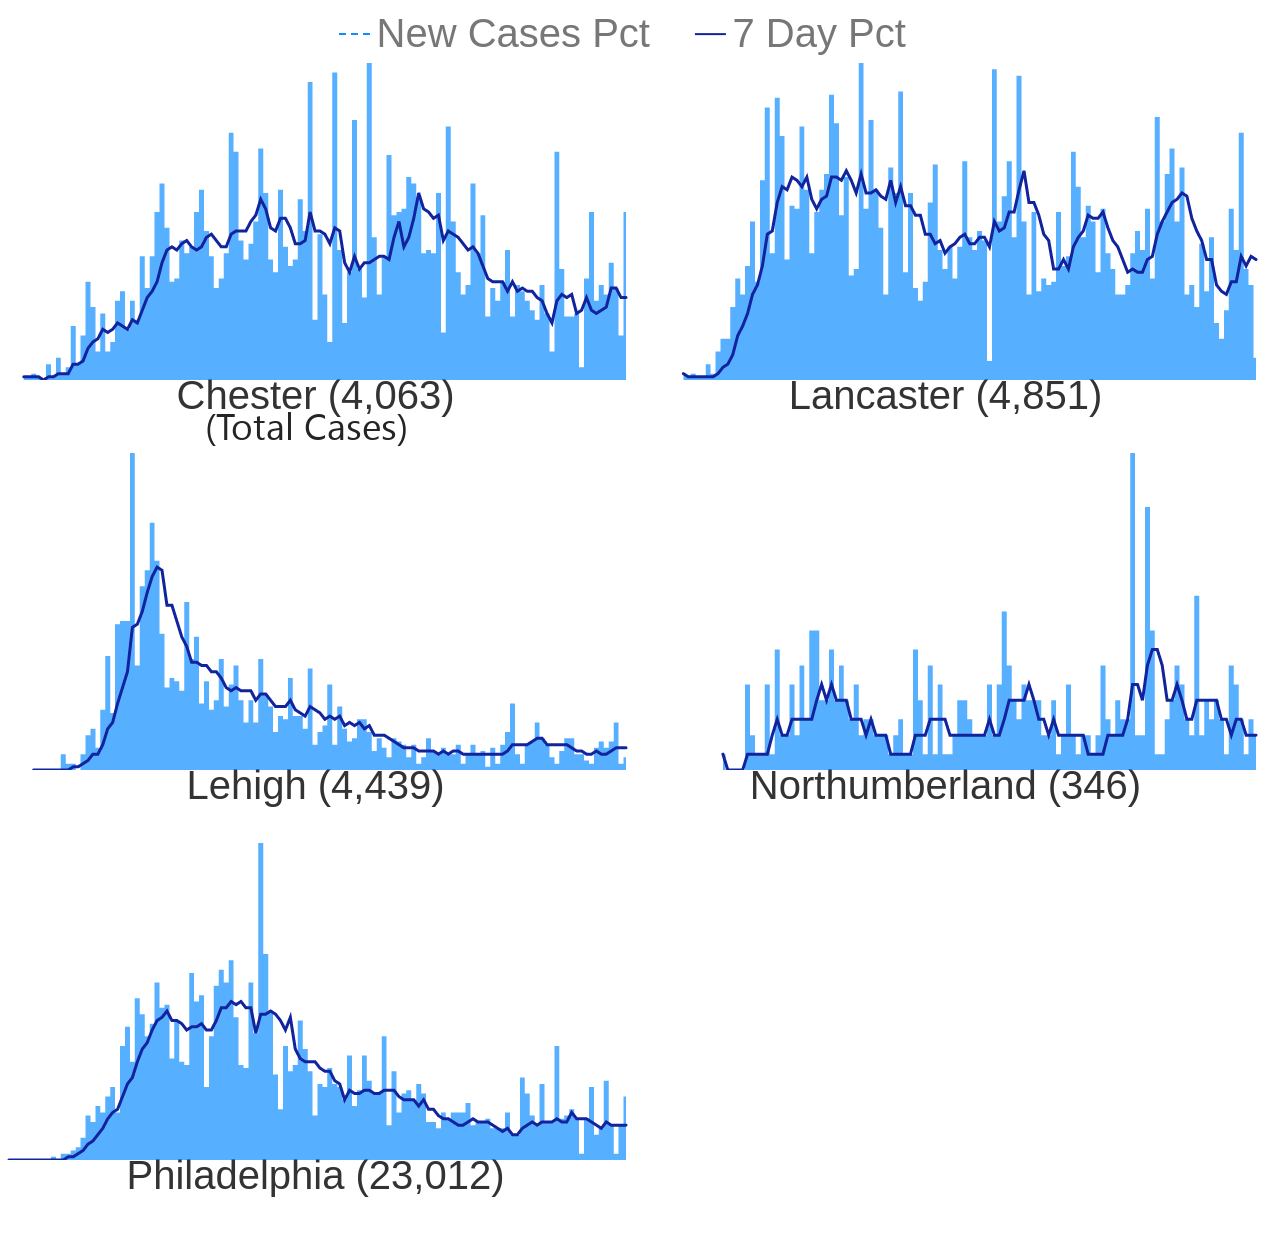 New Cases Pct 7 Day Pct
Chester (4,063) Lancaster (4,851)
(Total Cases)
Lehigh (4,439) Northumberland (346)
Philadelphia (23,012)